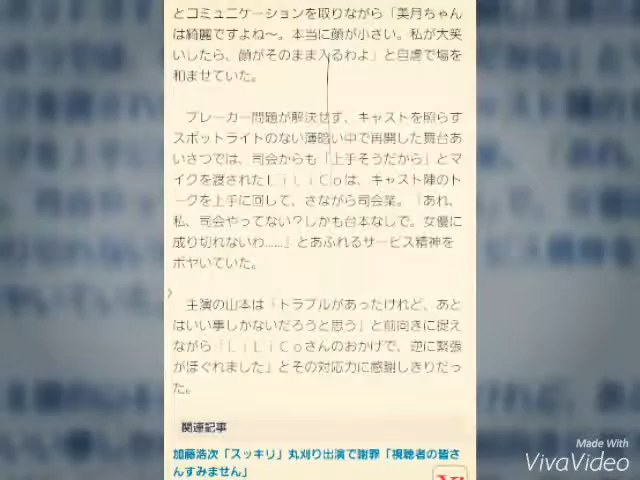 とコミュニケーションを取りながら「美月ちゃん
は綺麗ですよね〜。本当に顔が小さい。私が大笑
いしたら、顔がそのまま入るわよ」と自虐で場を
和ませていた。
ブレーカー問題が解決せず、キャストを照らす
スポットライトのない薄暗い中で再開した舞台あ
いさつでは、司会からも「上手そうだから」とマ
イクを渡されたLiLiCoは、キャスト陣のト
ークを上手に回して、さながら司会業。「あれ、
私、司会やってない?しかも台本なしで。女優に
成り切れないわ……」とあふれるサービス精神を
ボヤいていた。
主演の山本は「トラブルがあったけれど、あと
はいい事しかないだろうと思う」と前向きに捉え
ながら「LiLiCoさんのおかげで、逆に緊張
がほぐれました」とその対応力に感謝しきりだっ
た。
関連記事
加藤浩次「スッキリ」丸刈り出演で謝罪「視聴者の皆さ
んすみません」
Made With
VivaVideo